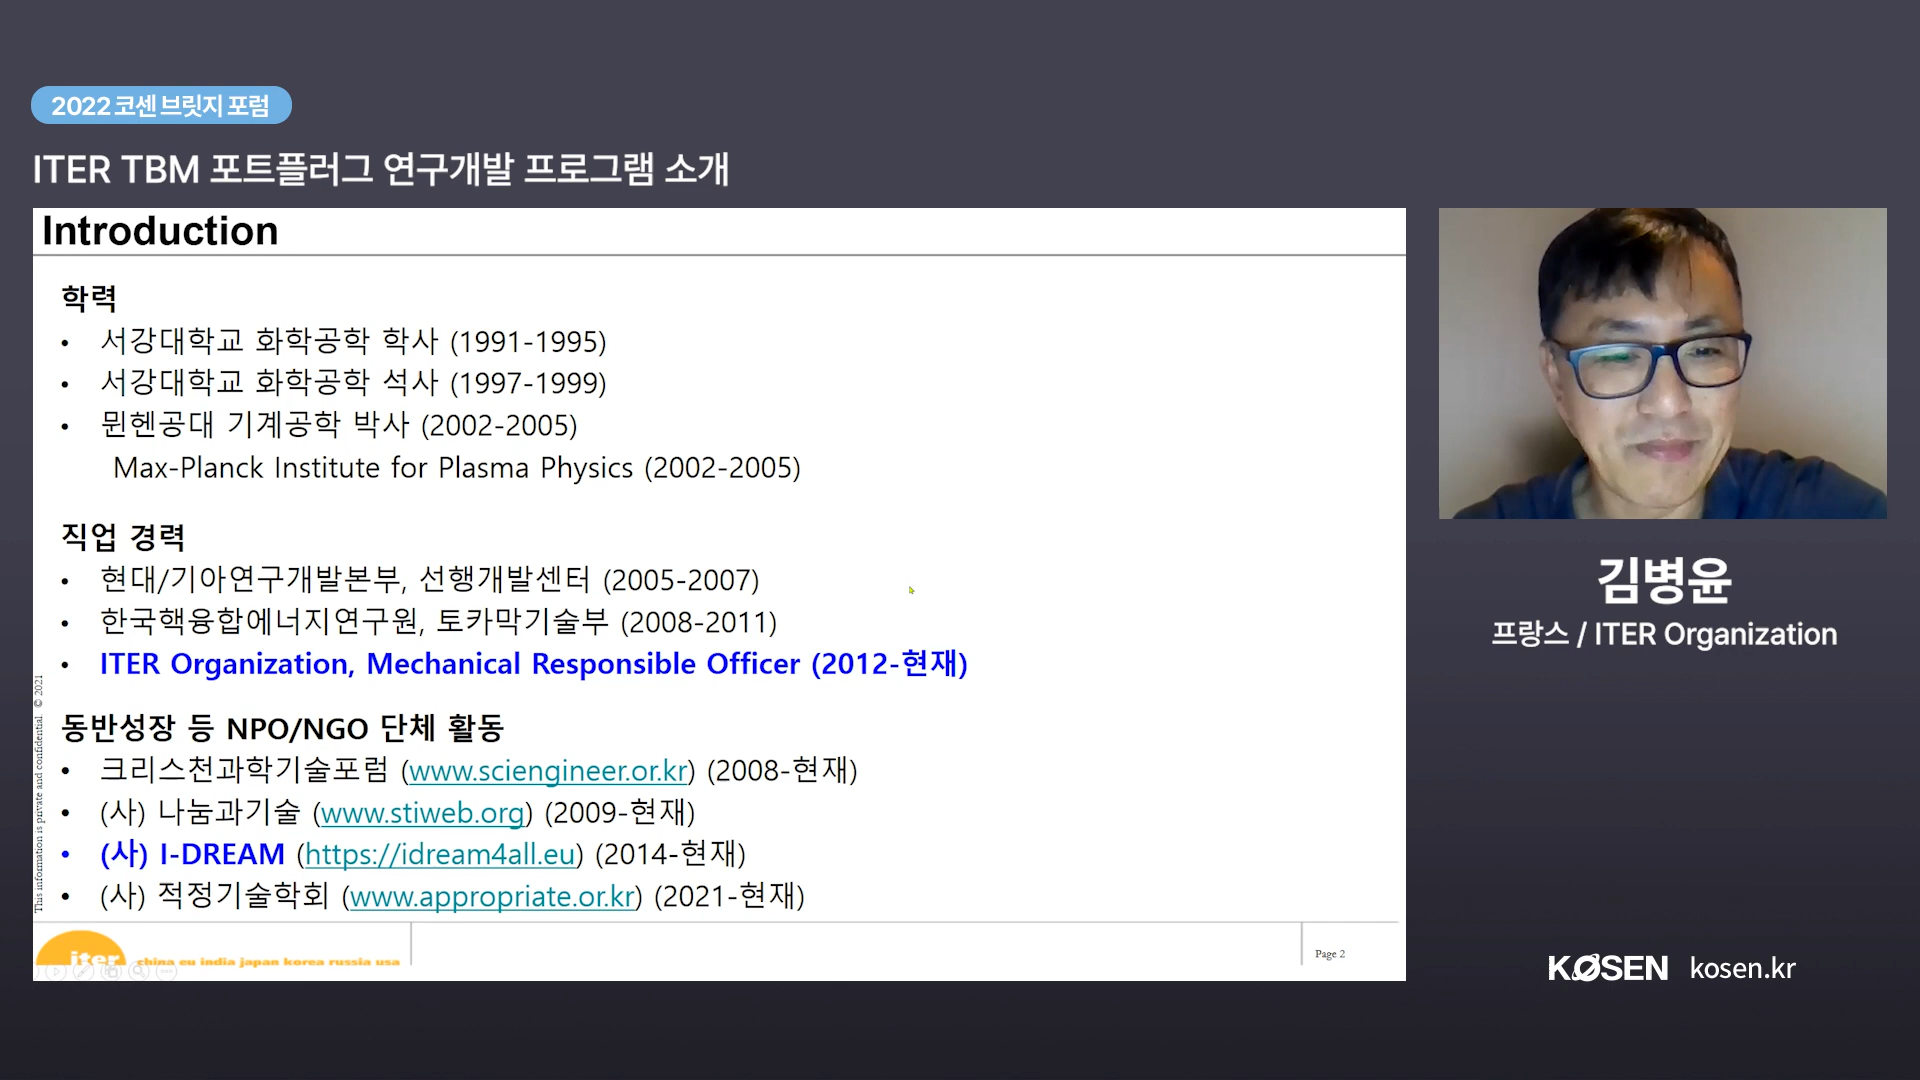 2022 코센 브릿지 포럼
ITER TBM 포트플러그 연구개발 프로그램 소개
Introduction
학력
• 서강대학교 화학공학 학사 (1991-1995)
• 서강대학교 화학공학 석사 (1997-1999)
• 뮌헨공대 기계공학 박사 (2002-2005)
Max-Planck Institute for Plasma Physics (2002-2005)
직업 경력
• 현대/기아연구개발본부, 선행개발센터 (2005-2007)
• 한국핵융합에너지연구원, 토카막기술부 (2008-2011)
• ITER Organization, Mechanical Responsible Officer (2012-현재)
동반성장 등 NPO/NGO 단체 활동
• 크리스천과학기술포럼 (www.sciengineer.or.kr) (2008-현재)
• (사) 나눔과기술 (www.stiweb.org) (2009-현재)
• (사) I-DREAM (https://idream4all.eu) (2014-현재)
• (사) 적정기술학회 (www.appropriate.or.kr) (2021-현재)
This information is private and confidential © 2021
iter china eu india japan korea russia usa
Page 2
김병윤
프랑스 / ITER Organization
KOSEN kosen.kr